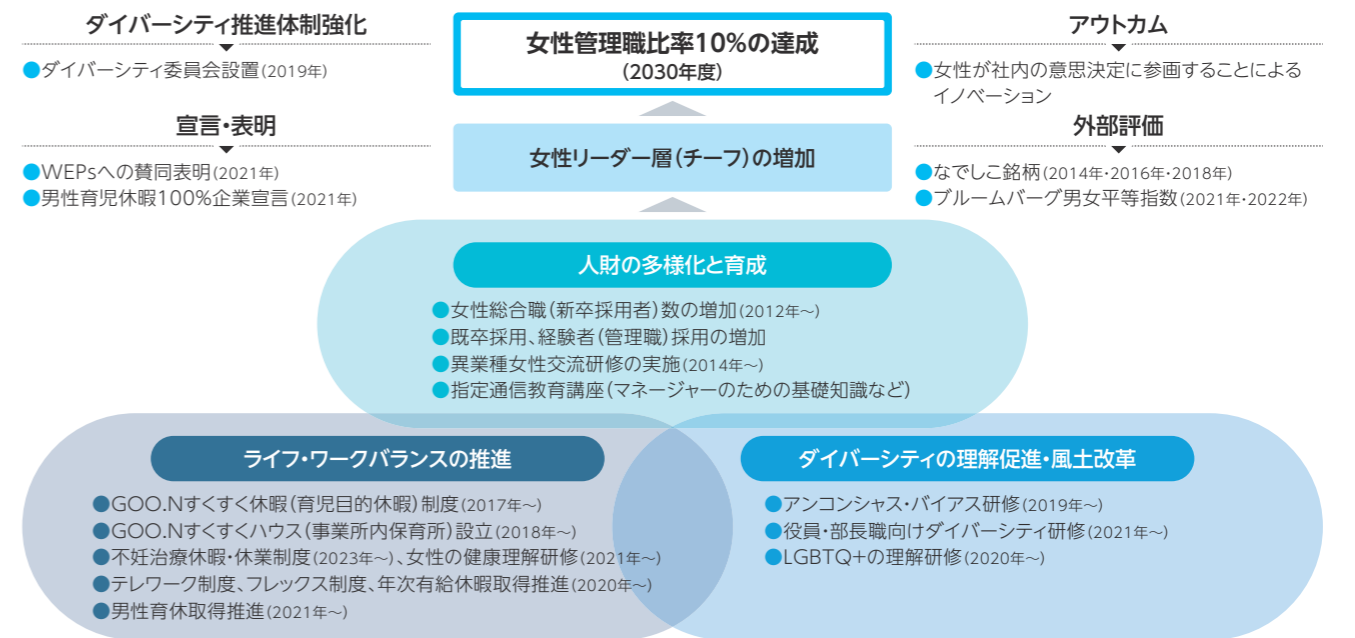 ダイバーシティ推進体制強化
●ダイバーシティ委員会設置(2019年)
宣言・表明
●WEPsへの賛同表明(2021年)
●男性育児休暇100%企業宣言(2021年)
女性管理職比率10%の達成
(2030年度)
女性リーダー層(チーフ)の増加
アウトカム
●女性が社内の意思決定に参画することによる
イノベーション
外部評価
●なでしこ銘柄(2014年・2016年・2018年)
●ブルームバーグ男女平等指数(2021年・2022年)
人財の多様化と育成
●女性総合職(新卒採用者)数の増加(2012年〜)
●既卒採用、経験者(管理職)採用の増加
●異業種女性交流研修の実施(2014年〜)
●指定通信教育講座(マネージャーのための基礎知識など)
ライフ・ワークバランスの推進
●GOO.Nすくすく休暇(育児目的休暇)制度(2017年〜)
●GOO.Nすくすくハウス(事業所内保育所)設立(2018年〜)
●不妊治療休暇・休業制度(2023年〜)、女性の健康理解研修(2021年〜)
●テレワーク制度、フレックス制度、年次有給休暇取得推進(2020年〜)
●男性育休取得推進(2021年〜)
ダイバーシティの理解促進・風土改革
●アンコンシャス・バイアス研修(2019年〜)
●役員・部長職向けダイバーシティ研修(2021年〜)
●LGBTQ+の理解研修(2020年〜)